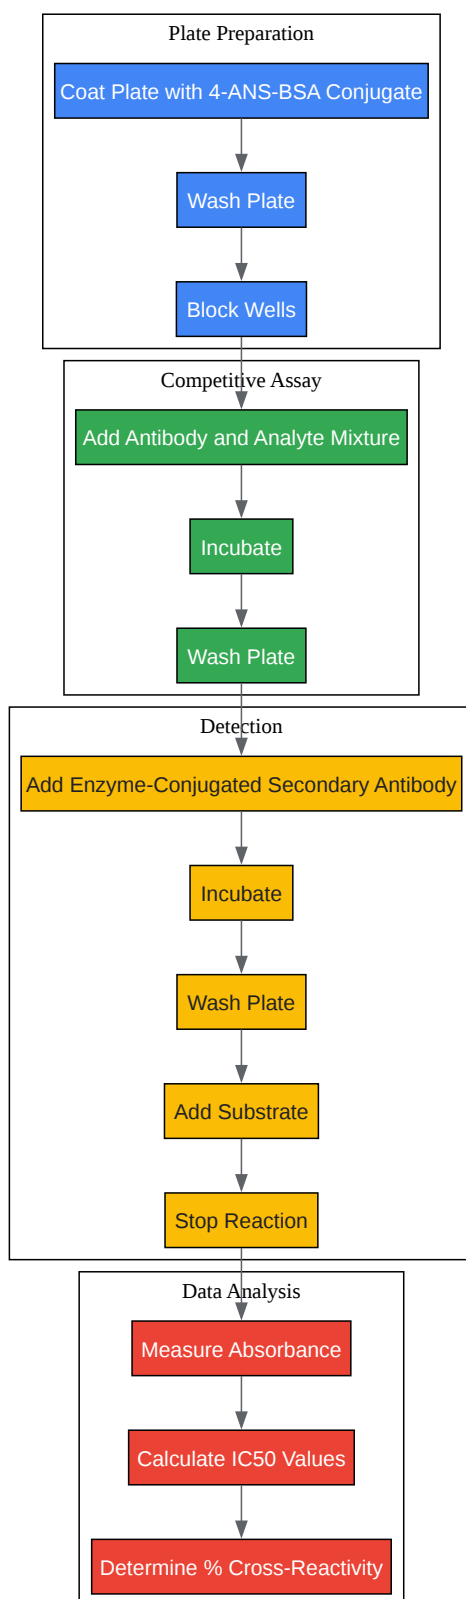 Plate Preparation
Coat Plate with 4-ANS-BSA Conjugate
Wash Plate
Block Wells
Competitive Assay
Add Antibody and Analyte Mixture
Incubate
Wash Plate
Detection
Add Enzyme-Conjugated Secondary Antibody
Incubate
Wash Plate
Add Substrate
Stop Reaction
Data Analysis
Measure Absorbance
Calculate IC50 Values
Determine % Cross-Reactivity